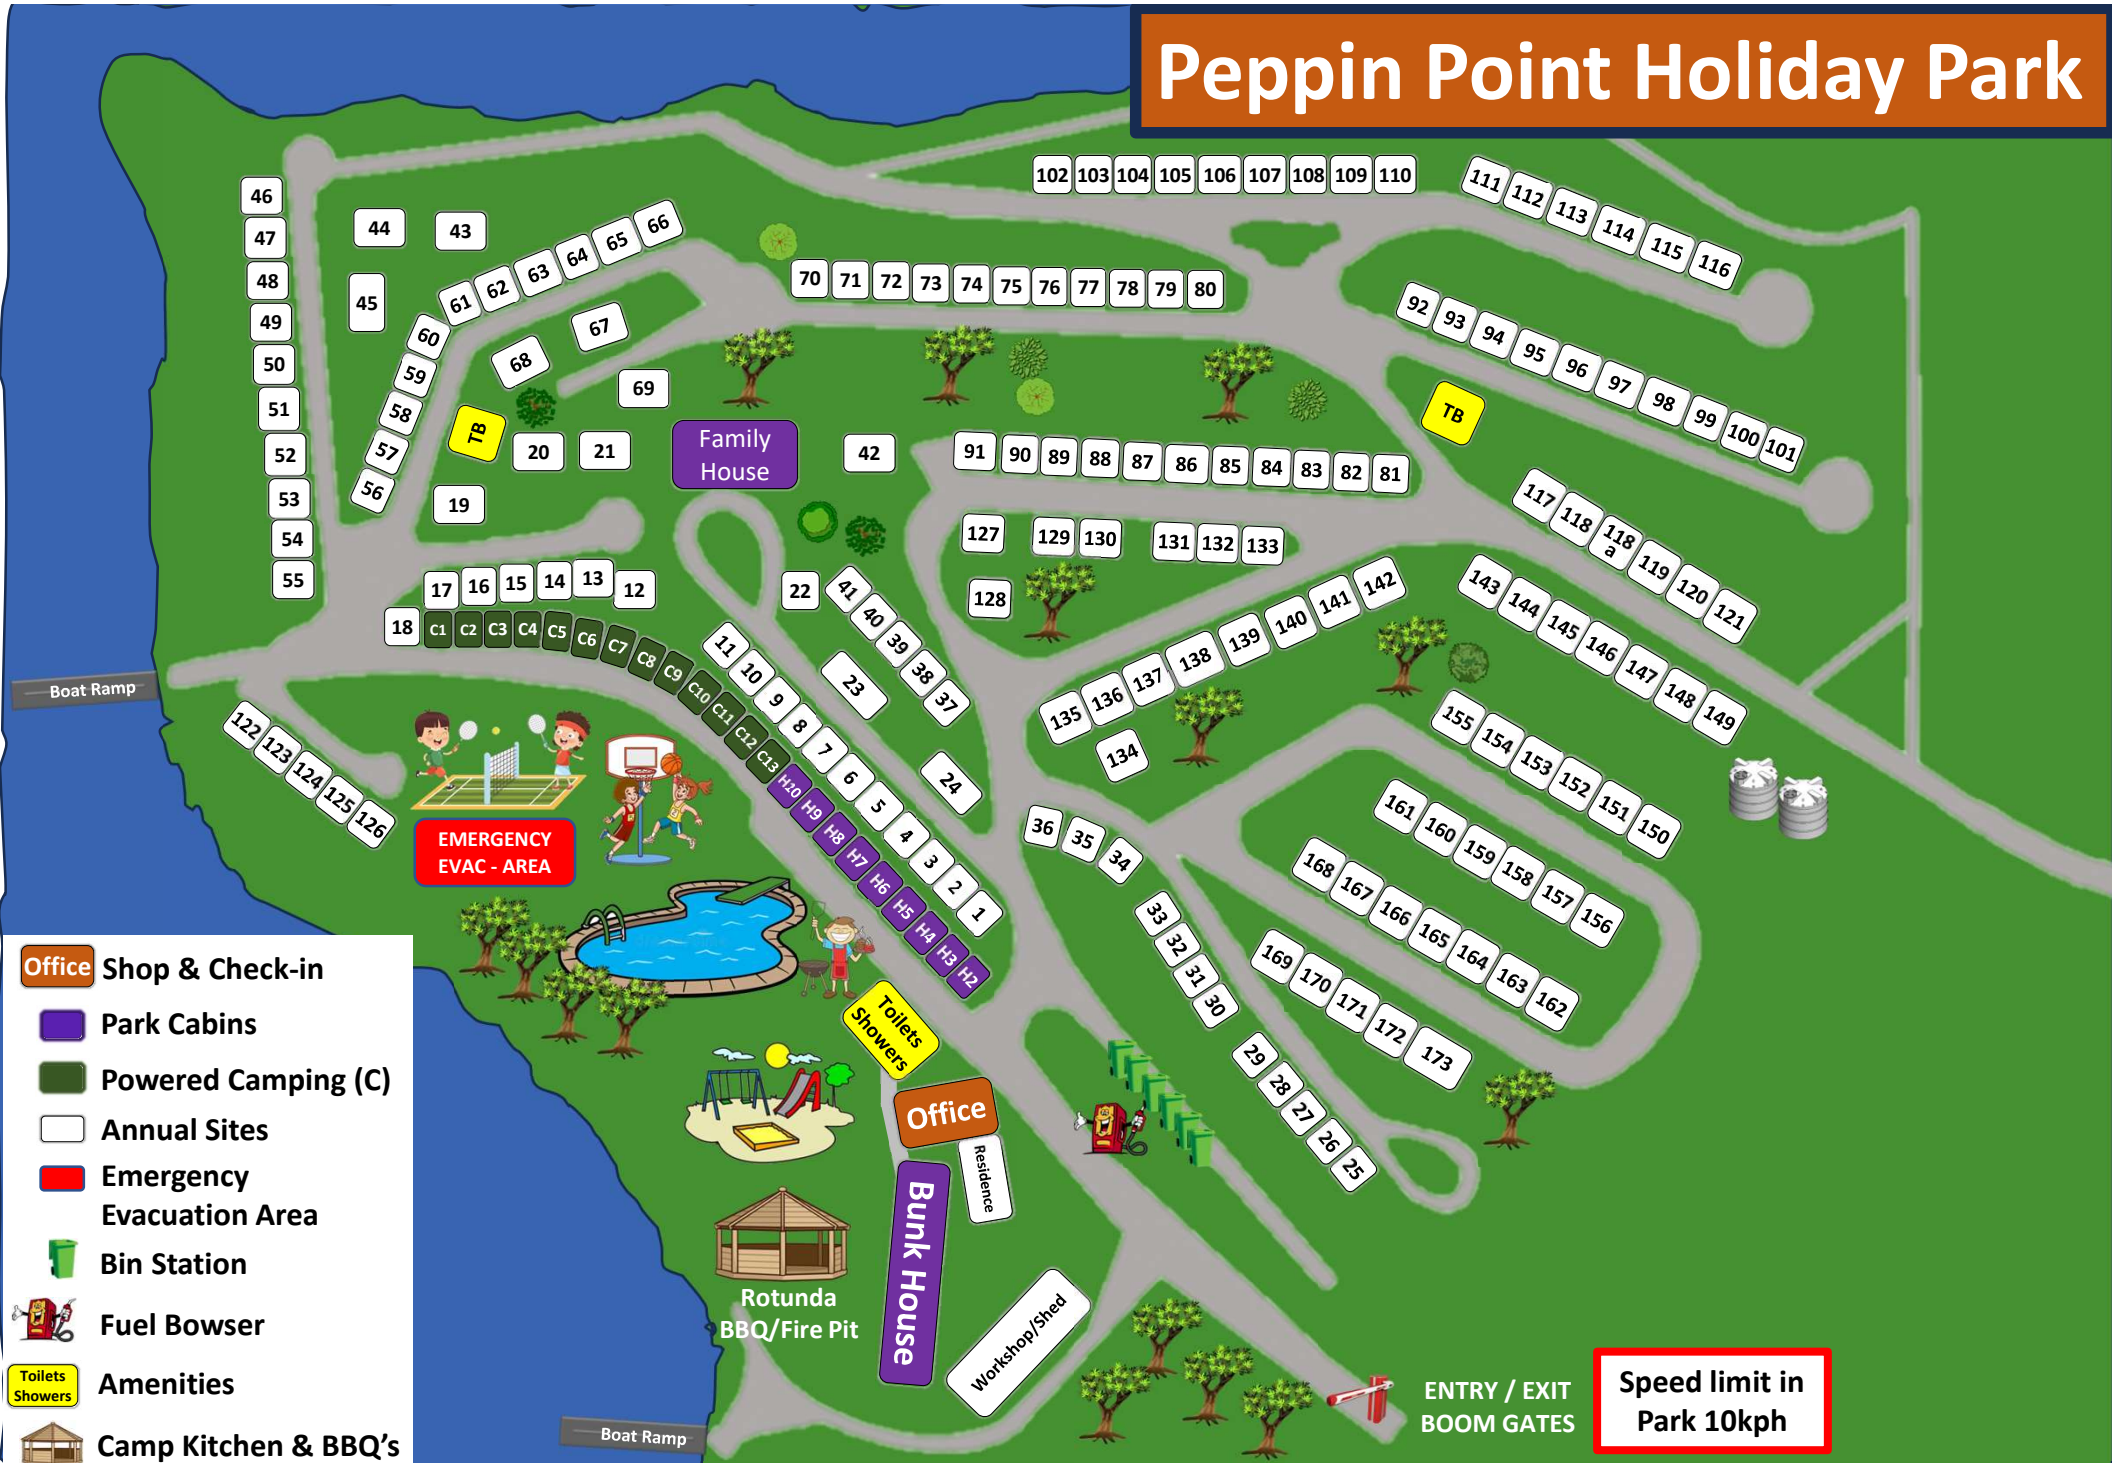 Peppin Point Holiday Park
102 103 104 105 106 107 108 109 110
111 112 113 114 115 116
46
47
48
49
50
51
52
53
54
55
44
43
45
66
65
64
63
62
61
60
59
58
57
56
67
68
69
70 71 72 73 74 75 76 77 78 79 80
92 93 94 95 96 97 98 99 100 101
TB
TB
20
21
19
Family
House
42
91 90 89 88 87 86 85 84 83 82 81
127
129 130
131 132 133
128
117 118 118
a
119 120 121
17 16 15 14 13 12
18
C1 C2 C3 C4 C5 C6 C7 C8 C9 C10 C11 C12 C13
H10 H9 H8 H7 H6 H5 H4 H3 H2
22
41 40 39 38 37
11 10 9 8 7 6 5 4 3 2 1
23
24
135 136 137 138 139 140 141 142
134
143 144 145 146 147 148 149
155 154 153 152 151 150
161 160 159 158 157 156
168 167 166 165 164 163 162
169 170 171 172 173
36 35 34
33 32 31 30
29 28 27 26 25
Boat Ramp
122 123 124 125 126
EMERGENCY
EVAC - AREA
Toilets
Showers
Office
Residence
Bunk House
Workshop/Shed
Rotunda
BBQ/Fire Pit
Boat Ramp
ENTRY / EXIT
BOOM GATES
Speed limit in
Park 10kph
Office Shop & Check-in
Park Cabins
Powered Camping (C)
Annual Sites
Emergency
Evacuation Area
Bin Station
Fuel Bowser
Toilets
Showers
Amenities
Camp Kitchen & BBQ’s